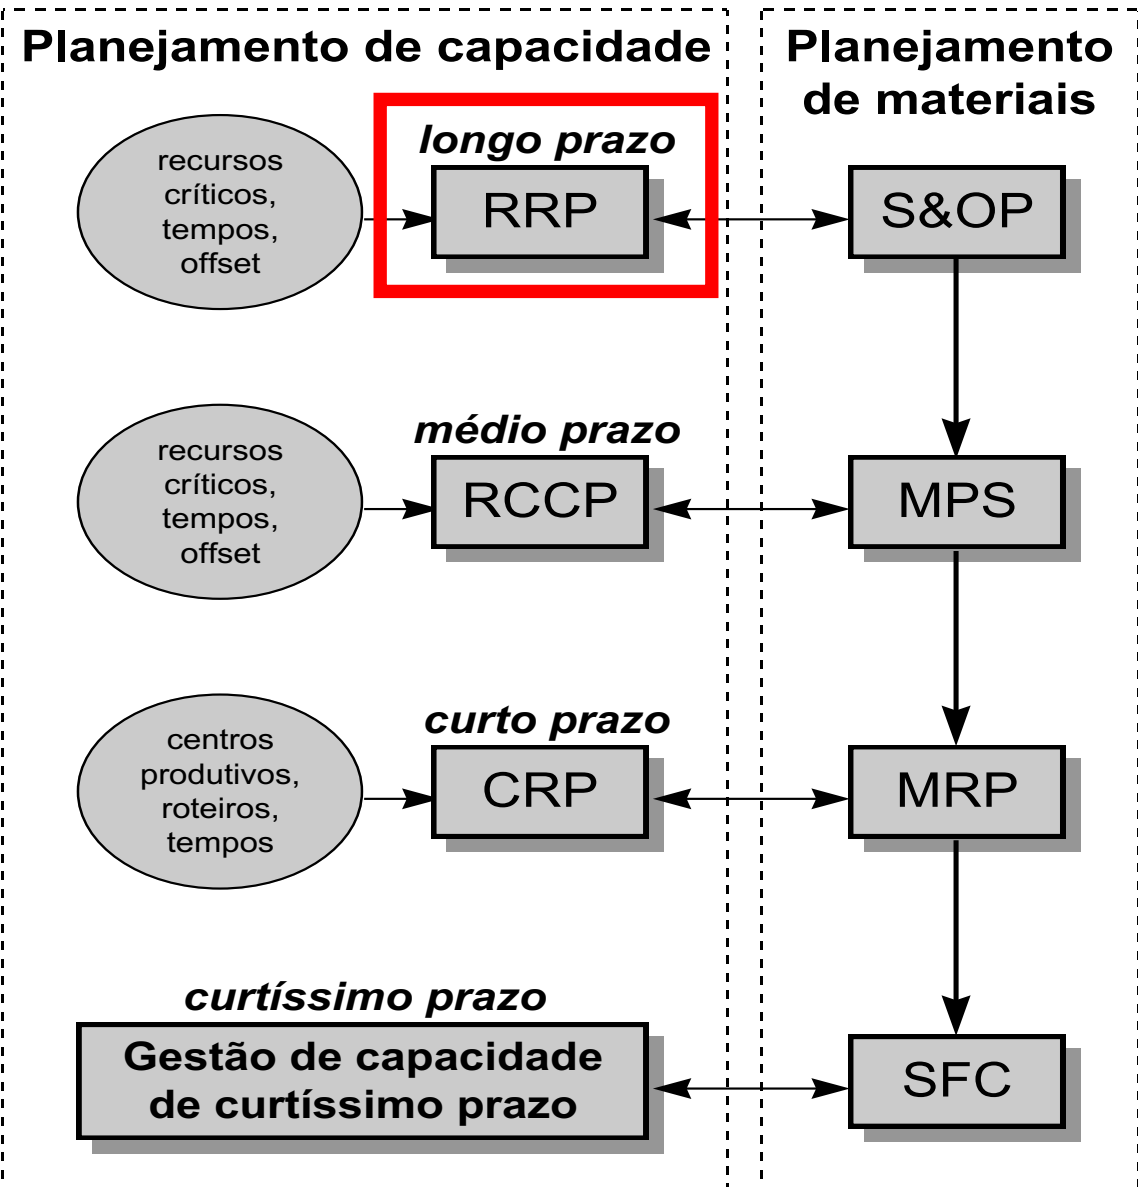 Planejamento de capacidade
Planejamento
de materiais
longo prazo
recursos
críticos,
tempos,
offset
RRP
S&OP
médio prazo
recursos
críticos,
tempos,
offset
RCCP
MPS
curto prazo
centros
produtivos,
roteiros,
tempos
CRP
MRP
curtíssimo prazo
Gestão de capacidade
de curtíssimo prazo
SFC